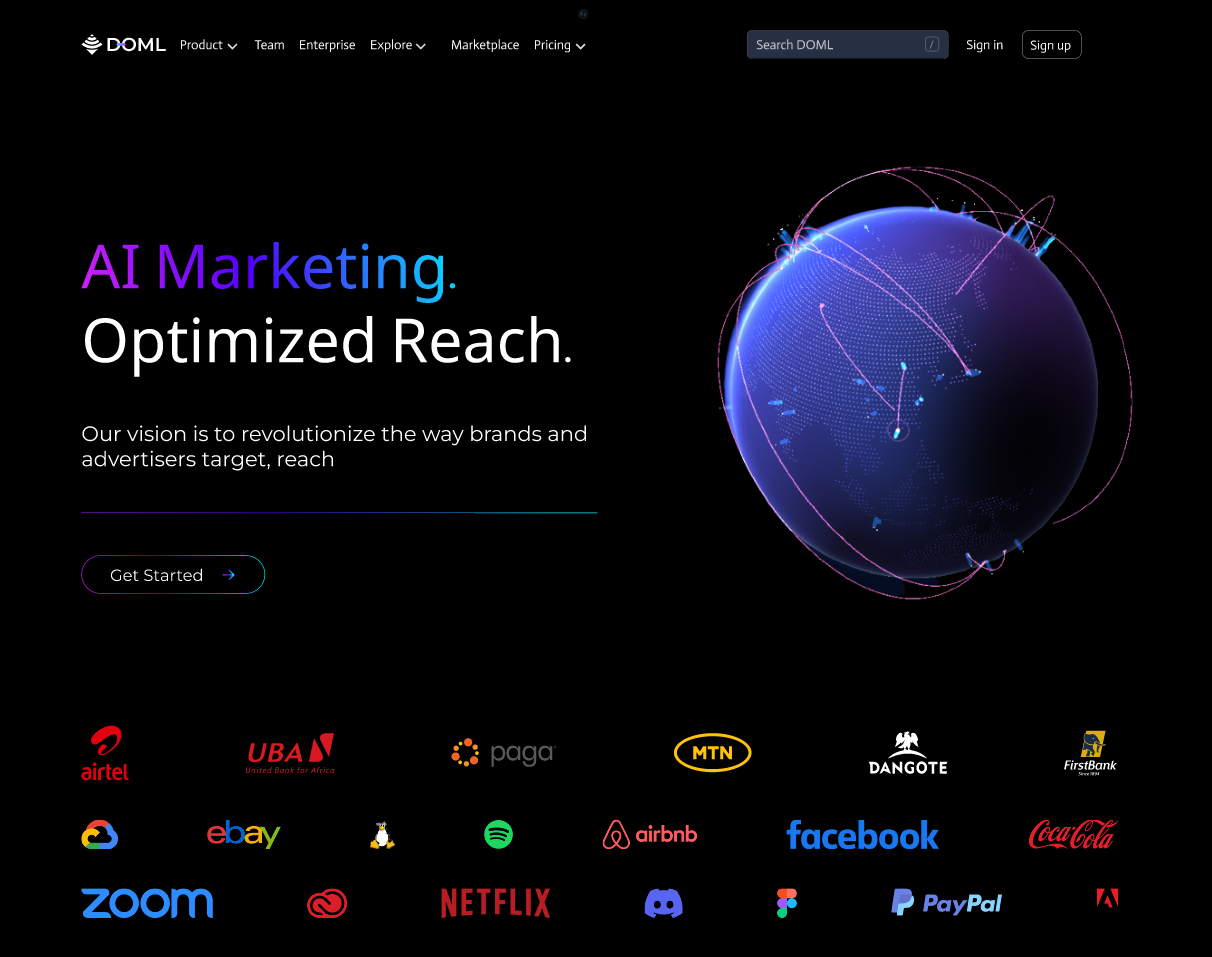 DOML Product Team Enterprise Explore Marketplace Pricing Search DOML / Sign in Sign up
AI Marketing.
Optimized Reach.
Our vision is to revolutionize the way brands and
advertisers target, reach
Get Started
airtel
UBA
United Bank for Africa
paga
MTN
DANGOTE
FirstBank
Since 1894
ebay
airbnb
facebook
Coca-Cola
zoom
NETFLIX
PayPal